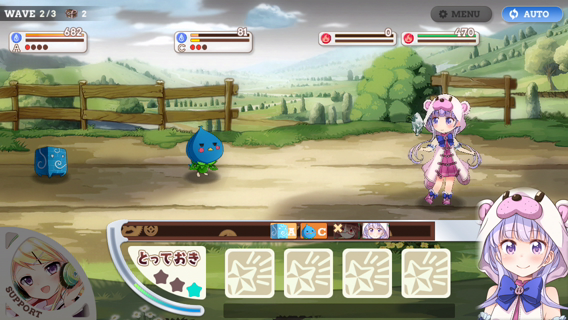 WAVE 2/3 2
MENU
AUTO
682
A
81
C
0
470
A C
とっておき
SUPPORT